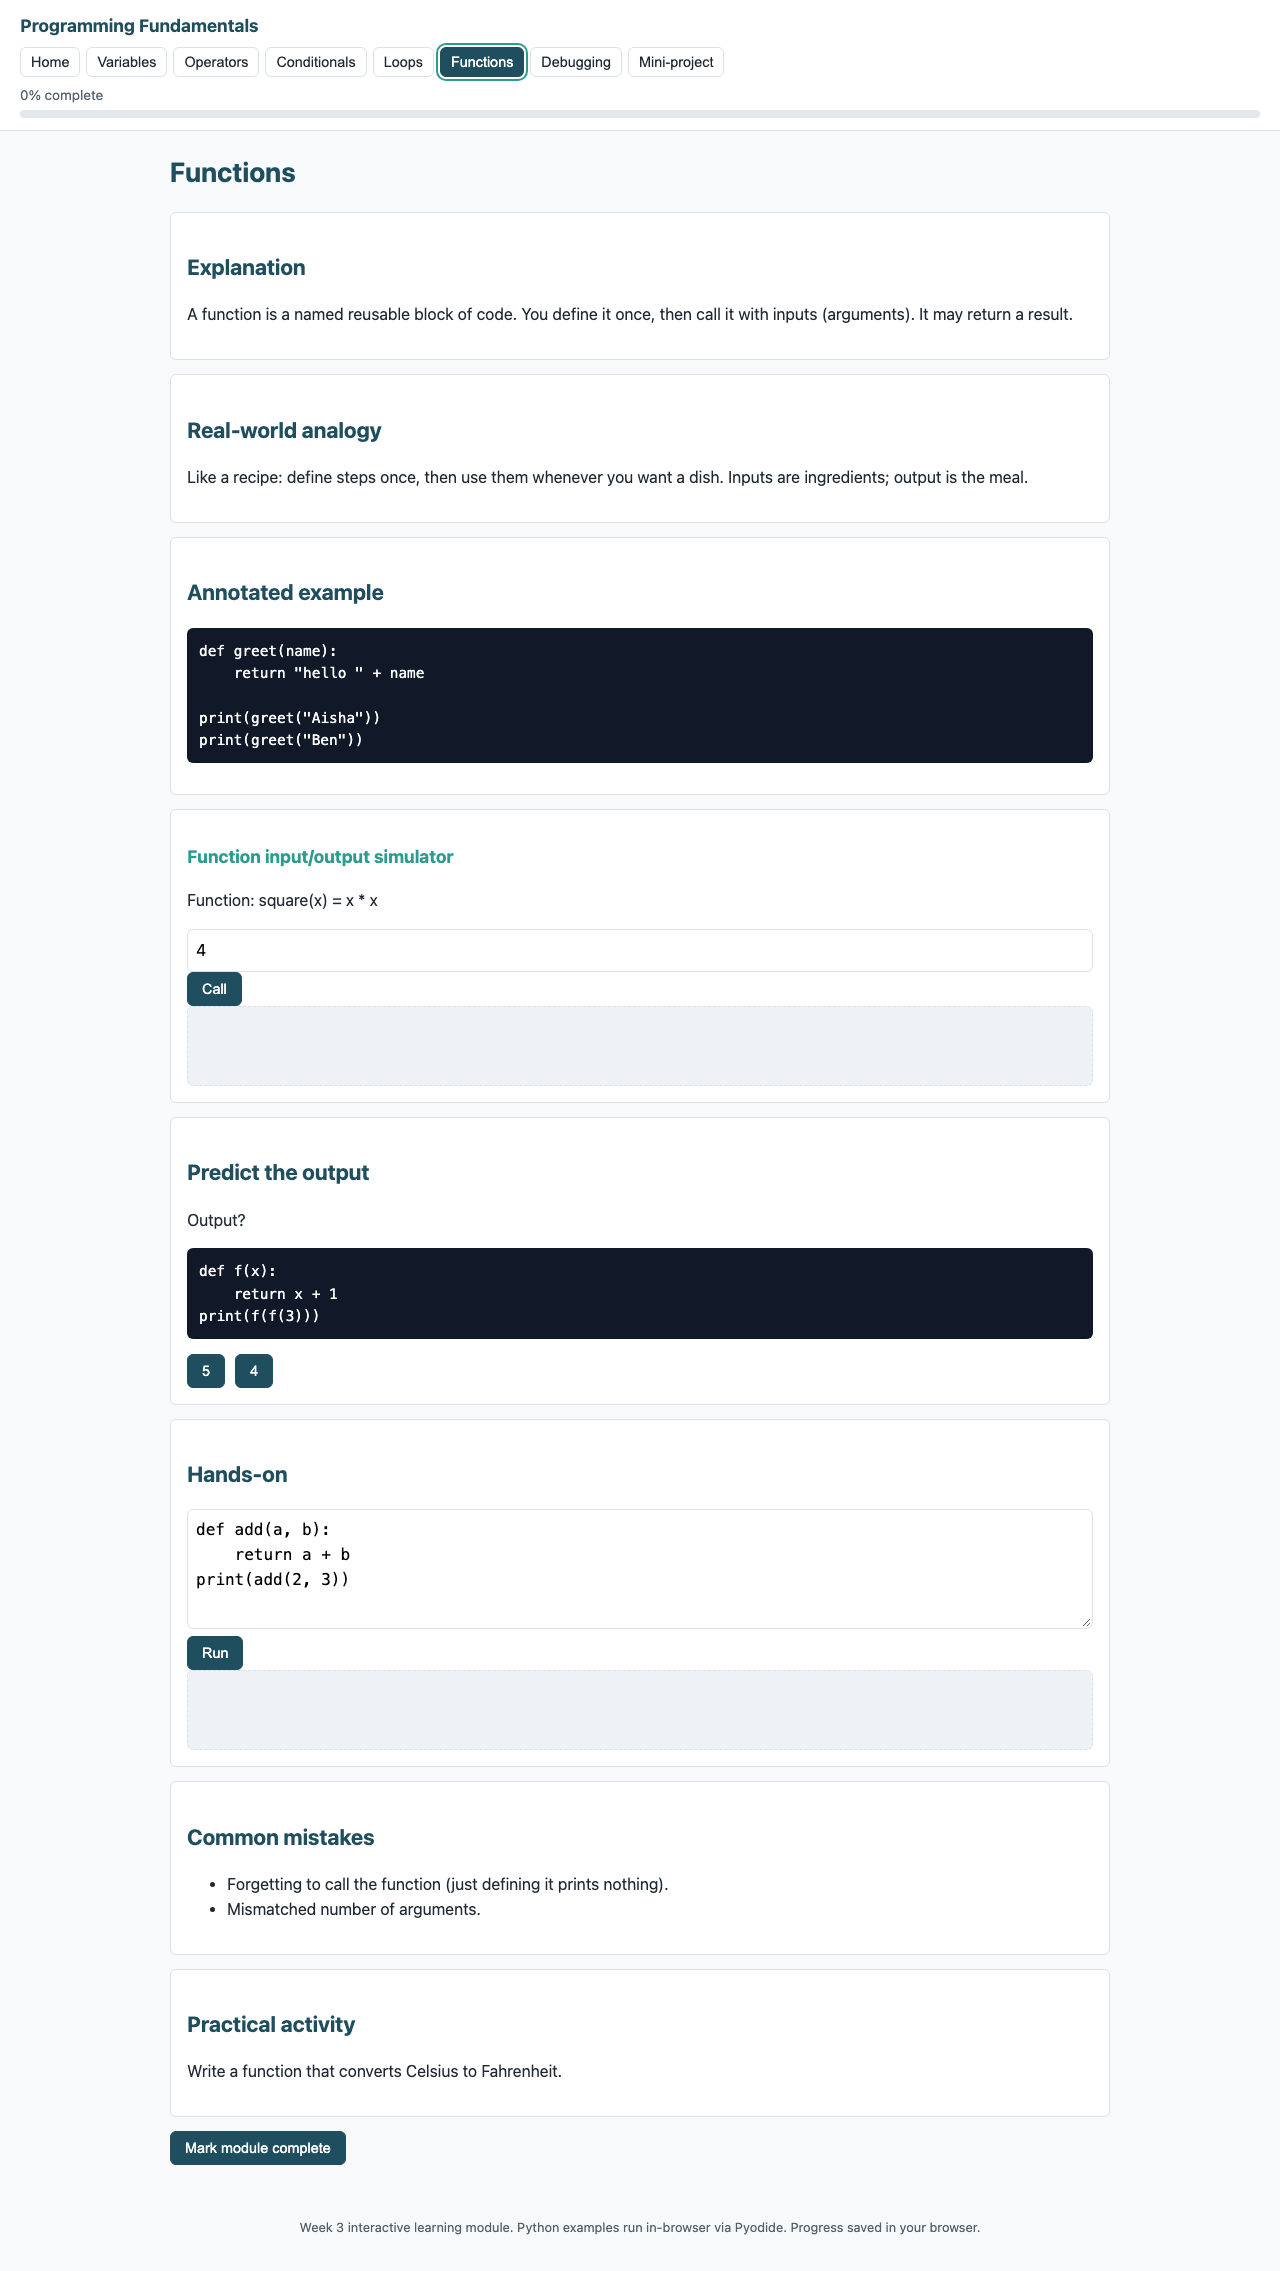 Programming Fundamentals
Home Variables Operators Conditionals Loops Functions Debugging Mini-project
0% complete
Functions
Explanation
A function is a named reusable block of code. You define it once, then call it with inputs (arguments). It may return a result.
Real-world analogy
Like a recipe: define steps once, then use them whenever you want a dish. Inputs are ingredients; output is the meal.
Annotated example
def greet(name):
    return "hello " + name
print(greet("Aisha"))
print(greet("Ben"))
Function input/output simulator
Function: square(x) = x * x
4
Call
Predict the output
Output?
def f(x):
    return x + 1
print(f(f(3)))
5 4
Hands-on
def add(a, b):
    return a + b
print(add(2, 3))
Run
Common mistakes
• Forgetting to call the function (just defining it prints nothing).
• Mismatched number of arguments.
Practical activity
Write a function that converts Celsius to Fahrenheit.
Mark module complete
Week 3 interactive learning module. Python examples run in-browser via Pyodide. Progress saved in your browser.